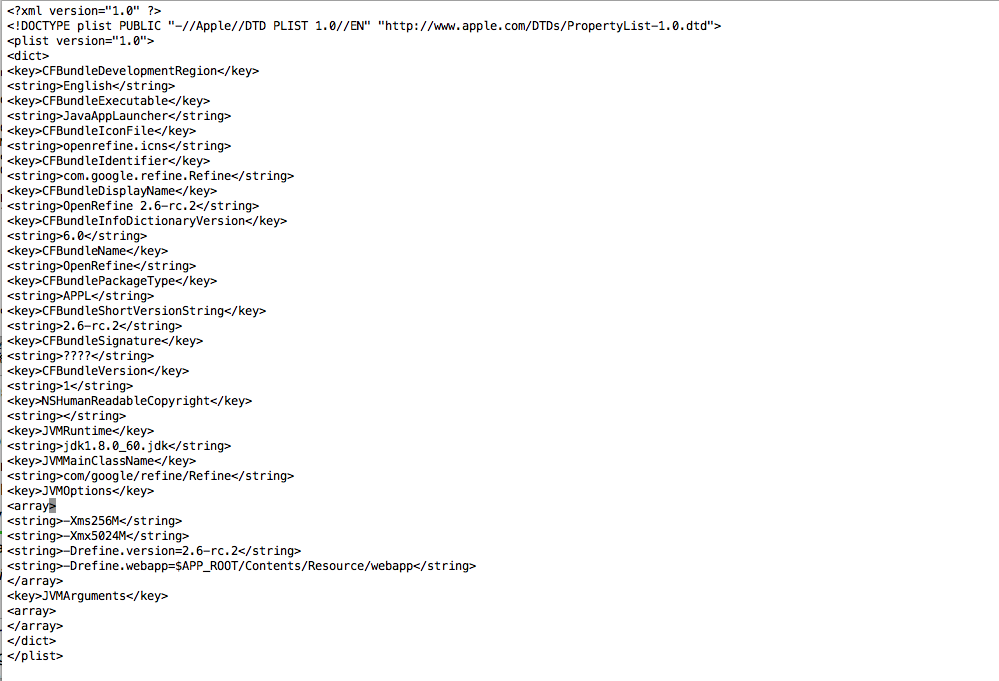 <?xml version="1.0" ?>
<!DOCTYPE plist PUBLIC "-//Apple//DTD PLIST 1.0//EN" "http://www.apple.com/DTDs/PropertyList-1.0.dtd">
<plist version="1.0">
<dict>
<key>CFBundleDevelopmentRegion</key>
<string>English</string>
<key>CFBundleExecutable</key>
<string>JavaAppLauncher</string>
<key>CFBundleIconFile</key>
<string>openrefine.icns</string>
<key>CFBundleIdentifier</key>
<string>com.google.refine.Refine</string>
<key>CFBundleDisplayName</key>
<string>OpenRefine 2.6-rc.2</string>
<key>CFBundleInfoDictionaryVersion</key>
<string>6.0</string>
<key>CFBundleName</key>
<string>OpenRefine</string>
<key>CFBundlePackageType</key>
<string>APPL</string>
<key>CFBundleShortVersionString</key>
<string>2.6-rc.2</string>
<key>CFBundleSignature</key>
<string>????</string>
<key>CFBundleVersion</key>
<string>1</string>
<key>NSHumanReadableCopyright</key>
<string></string>
<key>JVMRuntime</key>
<string>jdk1.8.0_60.jdk</string>
<key>JVMMainClassName</key>
<string>com/google/refine/Refine</string>
<key>JVMOptions</key>
<array>
<string>-Xms256M</string>
<string>-Xmx5024M</string>
<string>-Drefine.version=2.6-rc.2</string>
<string>-Drefine.webapp=$APP_ROOT/Contents/Resource/webapp</string>
</array>
<key>JVMArguments</key>
<array>
</array>
</dict>
</plist>